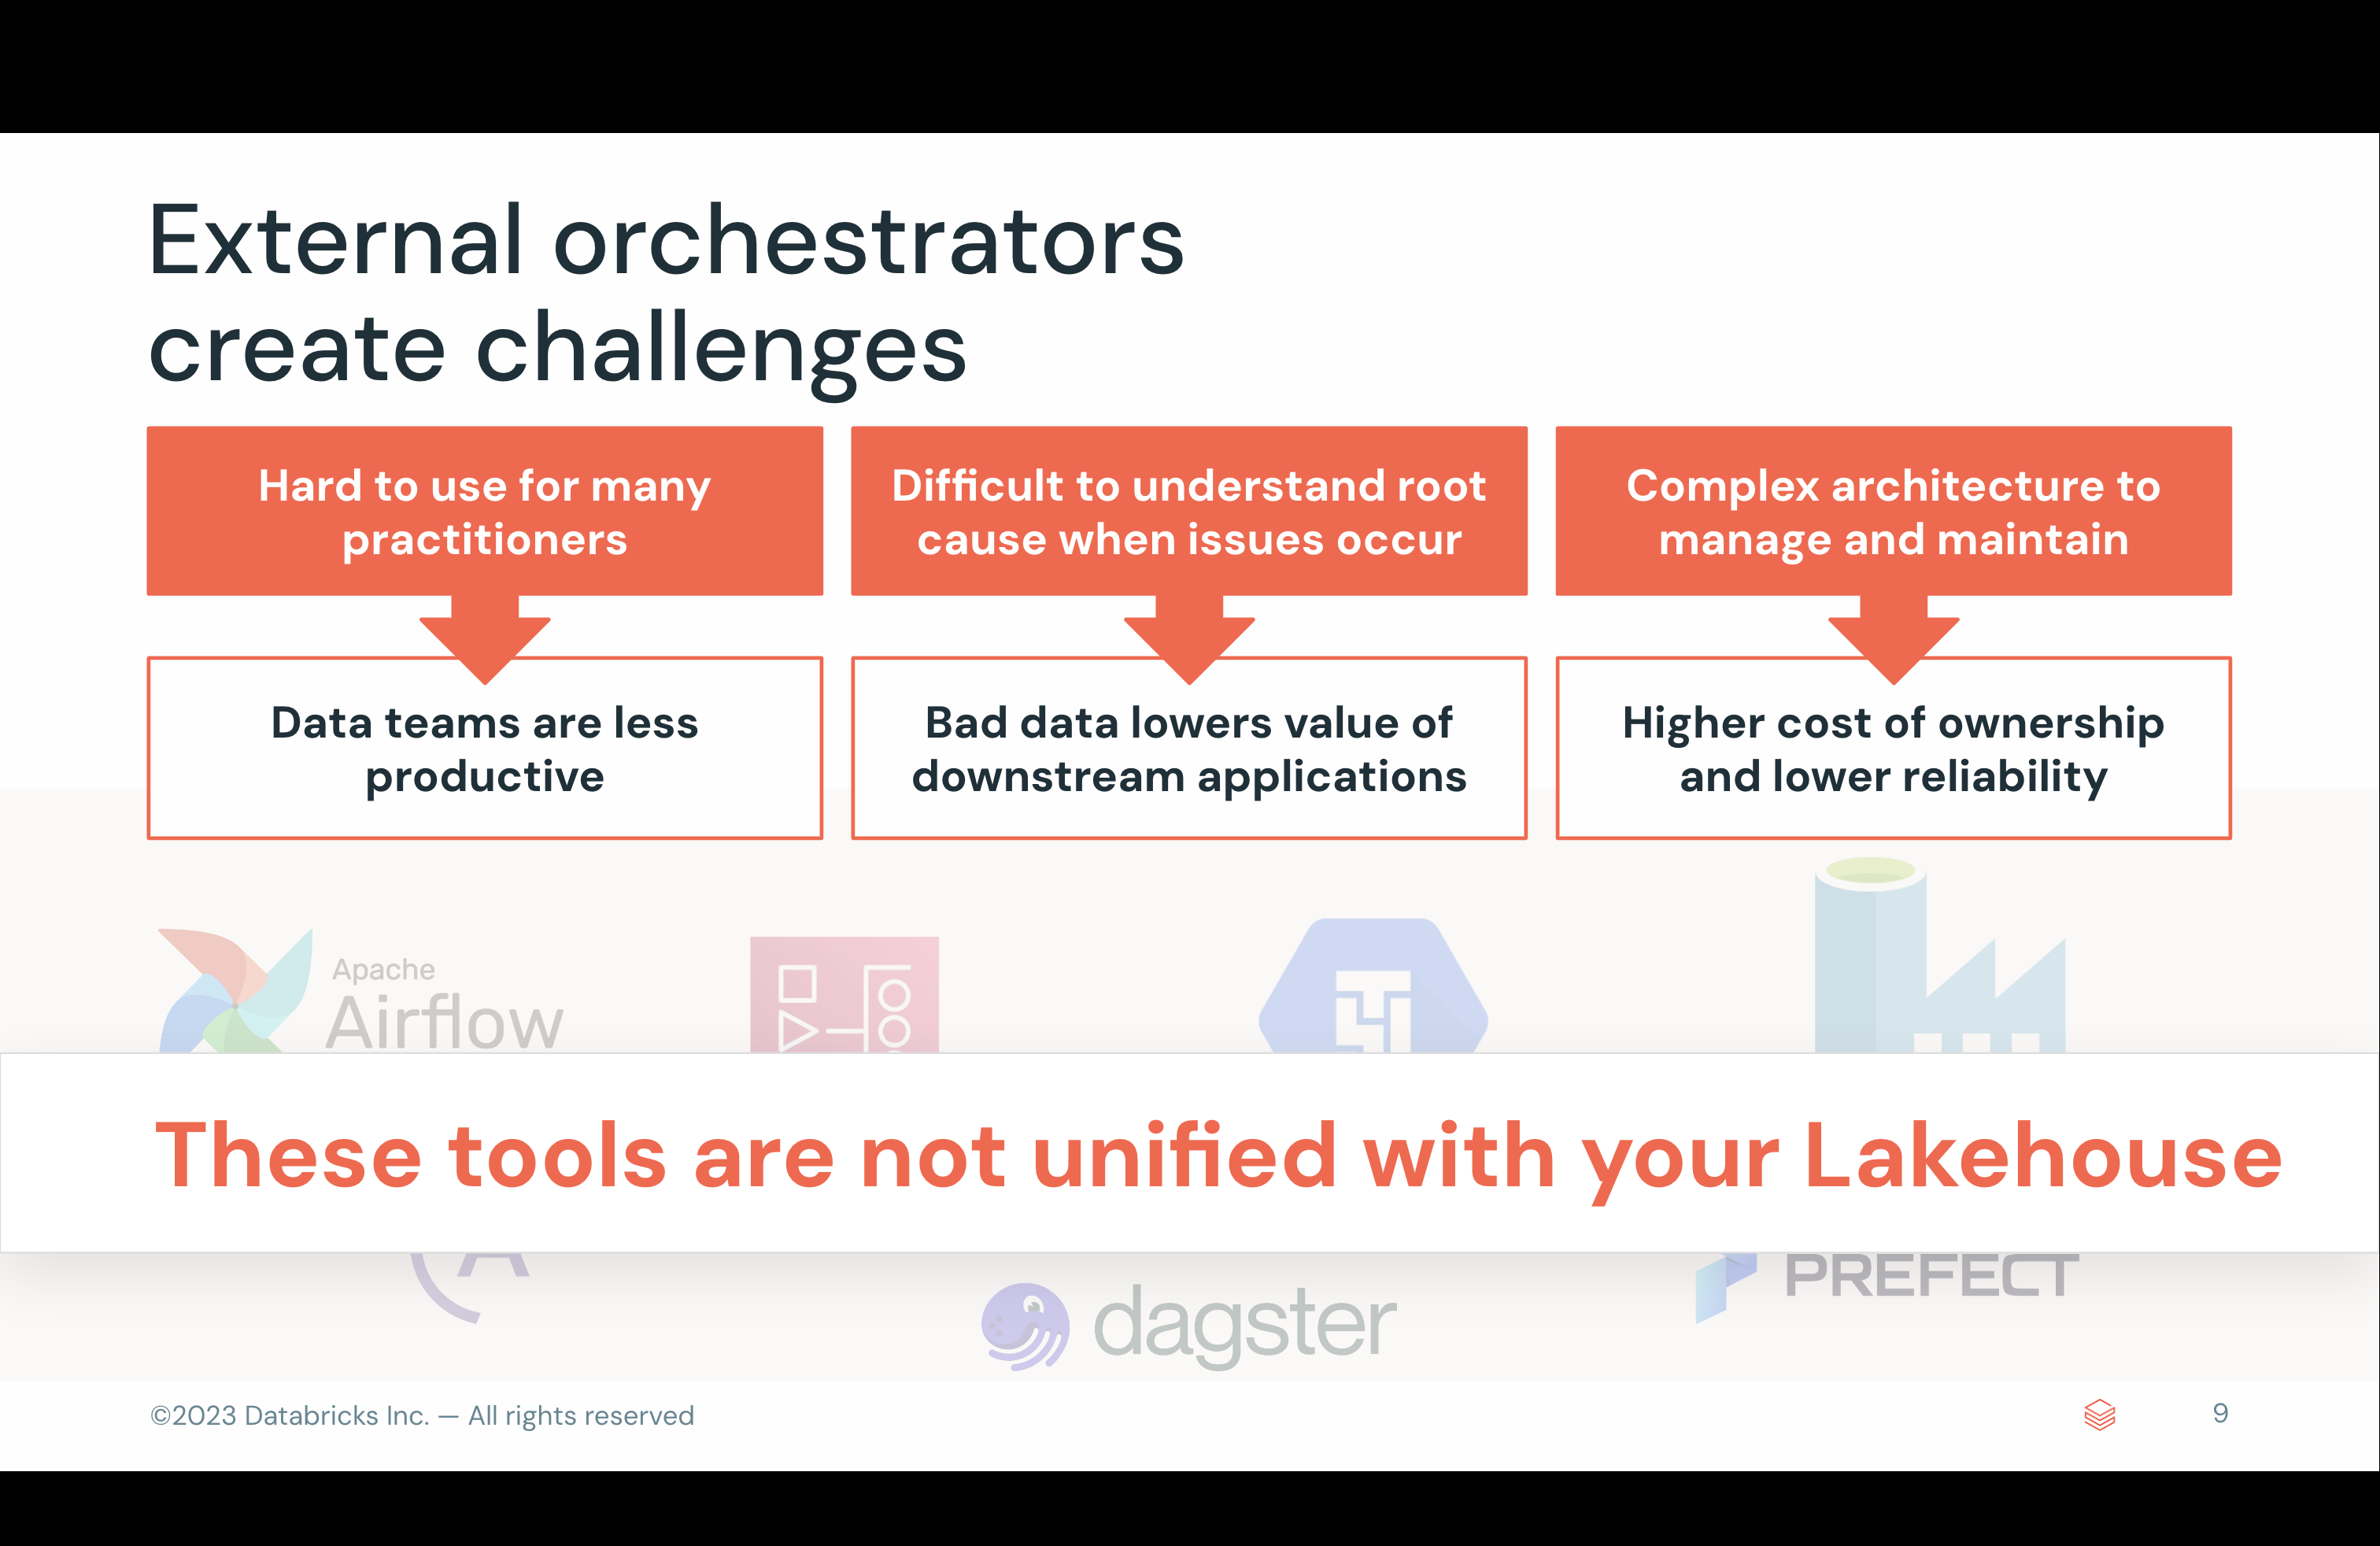 External orchestrators
create challenges
Hard to use for many
practitioners
Difficult to understand root
cause when issues occur
Complex architecture to
manage and maintain
Data teams are less
productive
Bad data lowers value of
downstream applications
Higher cost of ownership
and lower reliability
Apache
Airflow
These tools are not unified with your Lakehouse
A
PREFECT
dagster
©2023 Databricks Inc. — All rights reserved
9